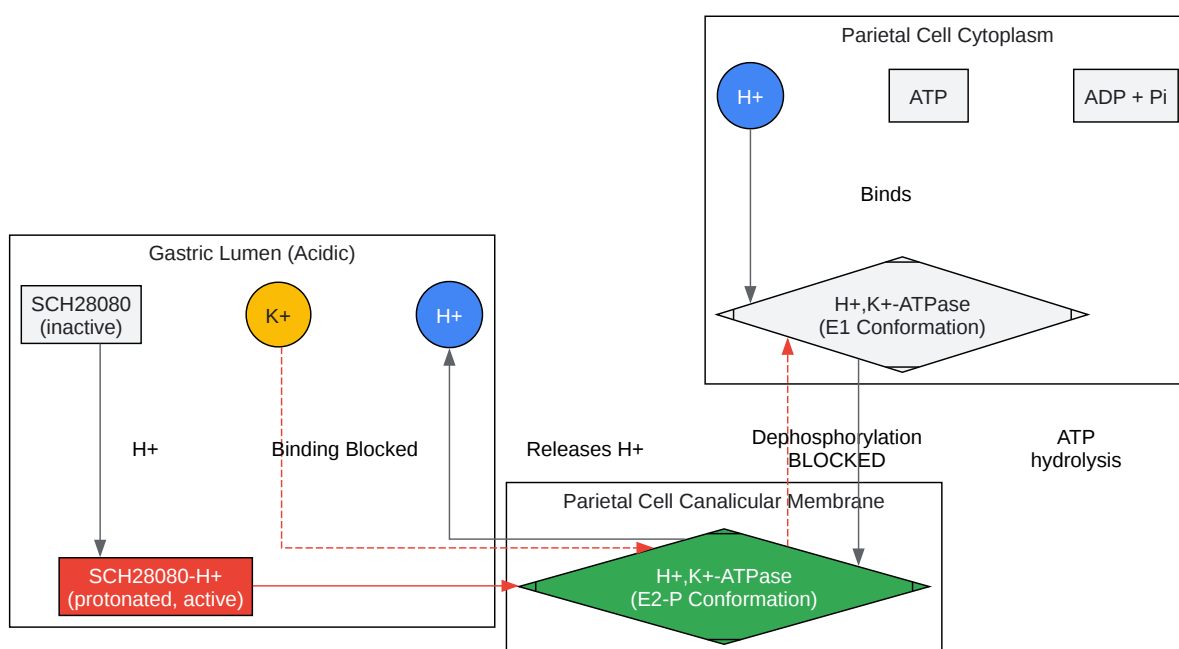 Parietal Cell Cytoplasm
H+
ATP
ADP + Pi
Binds
Gastric Lumen (Acidic)
SCH28080
(inactive)
K+
H+
H+,K+-ATPase
(E1 Conformation)
H+
Binding Blocked
Releases H+
Dephosphorylation
BLOCKED
ATP
hydrolysis
Parietal Cell Canalicular Membrane
SCH28080-H+
(protonated, active)
H+,K+-ATPase
(E2-P Conformation)